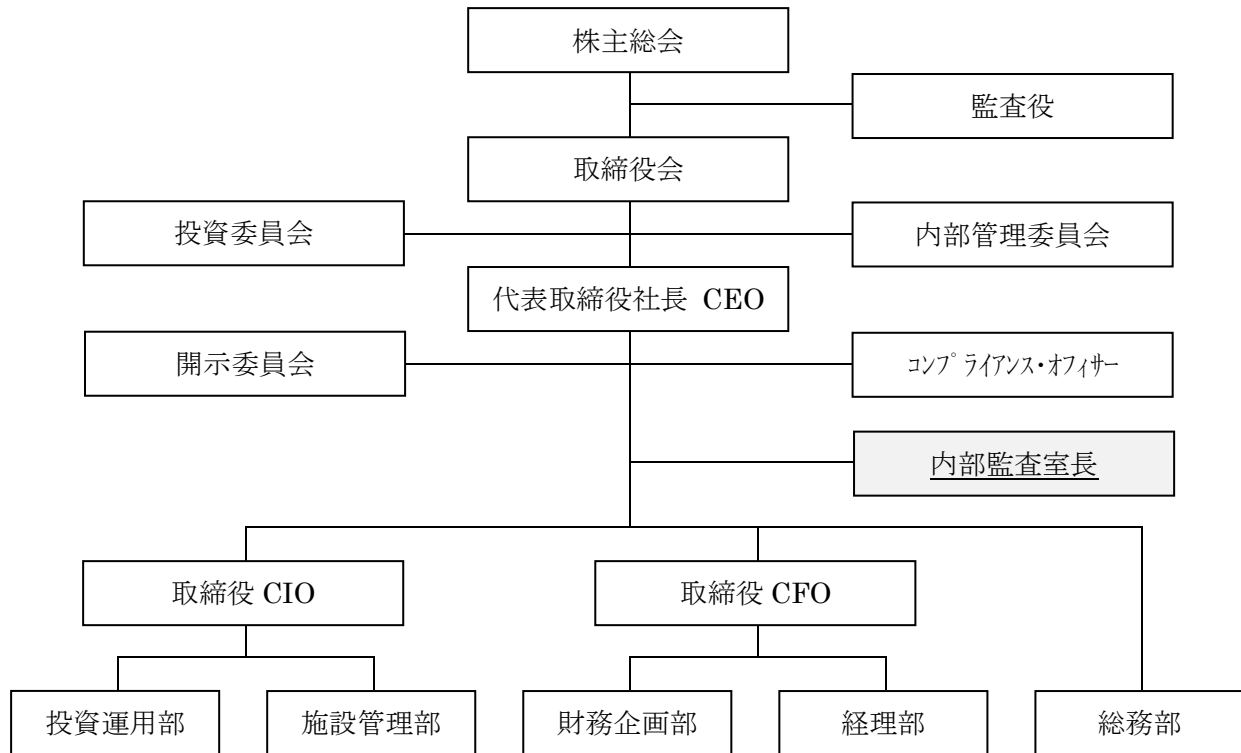 株主総会
監査役
取締役会
投資委員会
内部管理委員会
代表取締役社長 CEO
開示委員会
ｺﾝﾌﾟﾗｲｱﾝｽ・ｵﾌｨｻｰ
内部監査室長
取締役 CIO
取締役 CFO
投資運用部
施設管理部
財務企画部
経理部
総務部